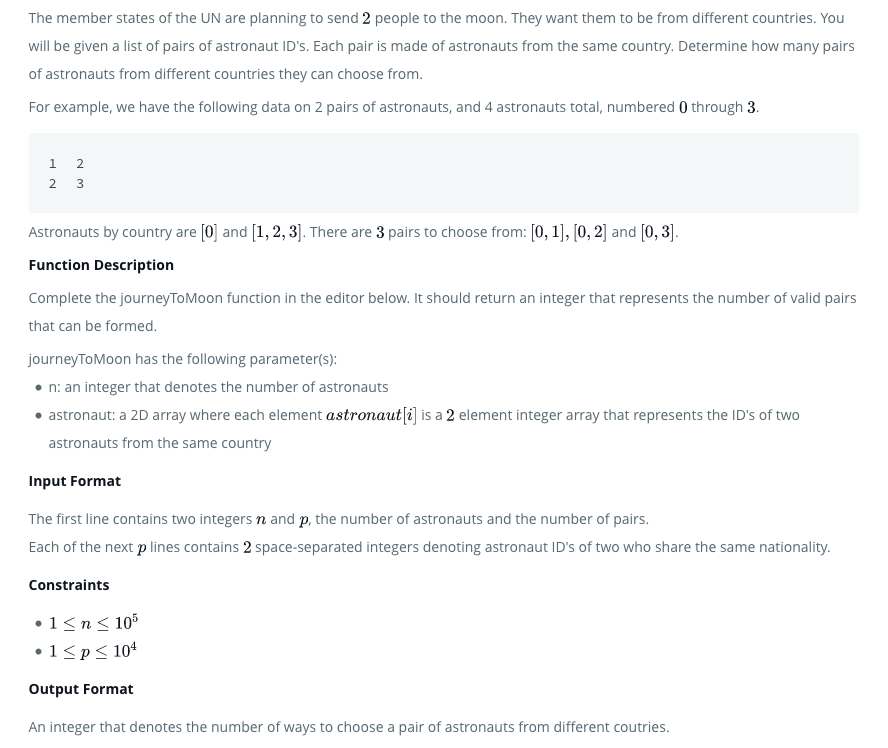 The member states of the UN are planning to send 2 people to the moon. They want them to be from different countries. You
will be given a list of pairs of astronaut ID's. Each pair is made of astronauts from the same country. Determine how many pairs
of astronauts from different countries they can choose from.
For example, we have the following data on 2 pairs of astronauts, and 4 astronauts total, numbered 0 through 3.
1 2
2 3
Astronauts by country are [0] and [1, 2, 3]. There are 3 pairs to choose from: [0, 1], [0, 2] and [0, 3].
Function Description
Complete the journeyToMoon function in the editor below. It should return an integer that represents the number of valid pairs
that can be formed.
journeyToMoon has the following parameter(s):
• n: an integer that denotes the number of astronauts
• astronaut: a 2D array where each element astronaut[i] is a 2 element integer array that represents the ID's of two
astronauts from the same country
Input Format
The first line contains two integers n and p, the number of astronauts and the number of pairs.
Each of the next p lines contains 2 space-separated integers denoting astronaut ID's of two who share the same nationality.
Constraints
• 1 ≤ n ≤ 10⁵
• 1 ≤ p ≤ 10⁴
Output Format
An integer that denotes the number of ways to choose a pair of astronauts from different coutries.